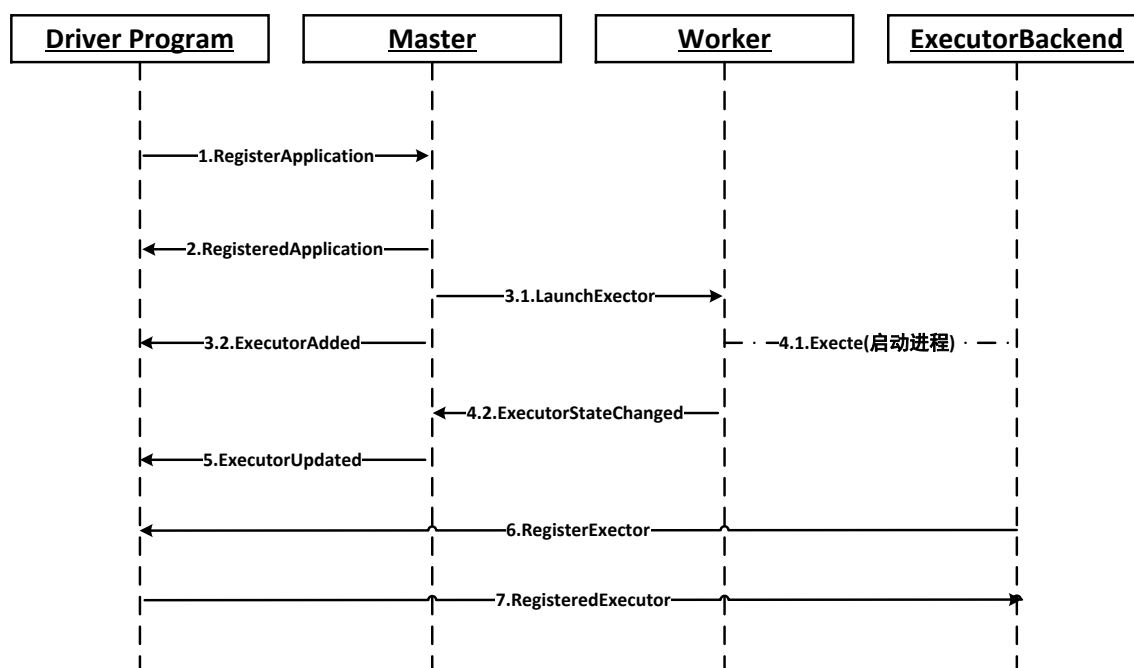 Driver Program
Master
Worker
ExecutorBackend
1.RegisterApplication
2.RegisteredApplication
3.1.LaunchExector
3.2.ExecutorAdded
4.1.Execte(启动进程)
4.2.ExecutorStateChanged
5.ExecutorUpdated
6.RegisterExector
7.RegisteredExecutor